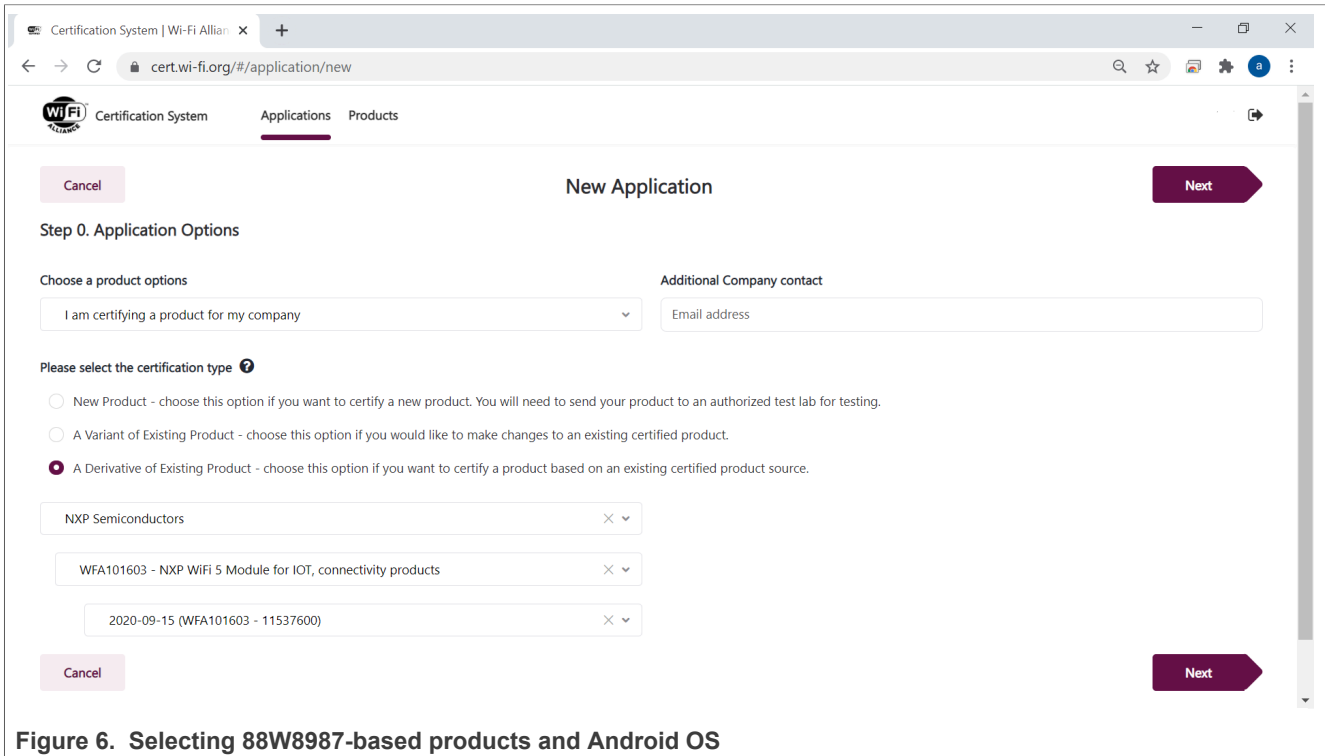 Certification System | Wi-Fi Allian
cert.wi-fi.org/#/application/new
a
Wi Fi
ALLIANCE
Certification System
Applications
Products
Cancel
New Application
Next
Step 0. Application Options
Choose a product options
Additional Company contact
I am certifying a product for my company
Email address
Please select the certification type ?
New Product - choose this option if you want to certify a new product. You will need to send your product to an authorized test lab for testing.
A Variant of Existing Product - choose this option if you would like to make changes to an existing certified product.
A Derivative of Existing Product - choose this option if you want to certify a product based on an existing certified product source.
NXP Semiconductors
WFA101603 - NXP WiFi 5 Module for IOT, connectivity products
2020-09-15 (WFA101603 - 11537600)
Cancel
Next
Figure 6. Selecting 88W8987-based products and Android OS